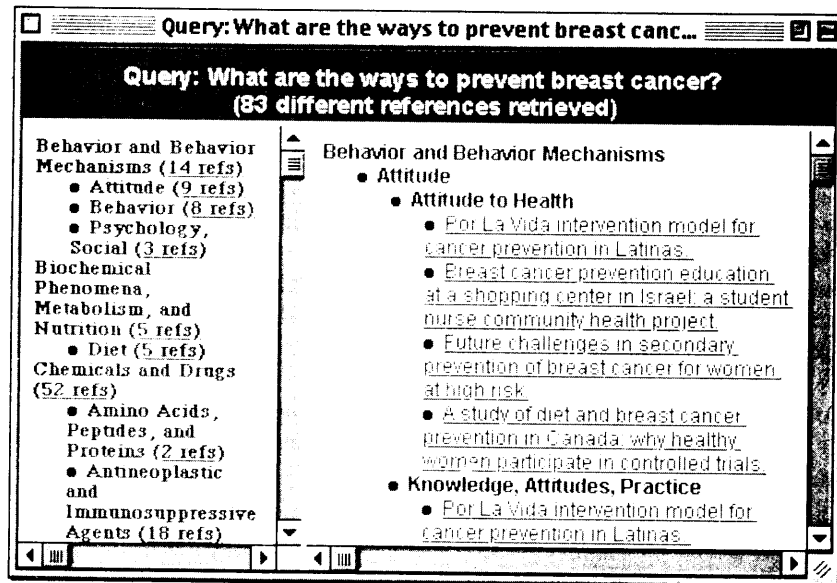 Query: What are the ways to prevent breast canc...
Query: What are the ways to prevent breast cancer?
(83 different references retrieved)
Behavior and Behavior
Mechanisms (14 refs)
● Attitude (9 refs)
● Behavior (8 refs)
● Psychology,
Social (3 refs)
Biochemical
Phenomena,
Metabolism, and
Nutrition (5 refs)
● Diet (5 refs)
Chemicals and Drugs
(52 refs)
● Amino Acids,
Peptides, and
Proteins (2 refs)
● Antineoplastic
and
Immunosuppressive
Agents (18 refs)
Behavior and Behavior Mechanisms
● Attitude
● Attitude to Health
● Por La Vida intervention model for
cancer prevention in Latinas.
● Breast cancer prevention education
at a shopping center in Israel: a student
nurse community health project.
● Future challenges in secondary
prevention of breast cancer for women
at high risk.
● A study of diet and breast cancer
prevention in Canada: why healthy
women participate in controlled trials.
● Knowledge, Attitudes, Practice
● Por La Vida intervention model for
cancer prevention in Latinas.